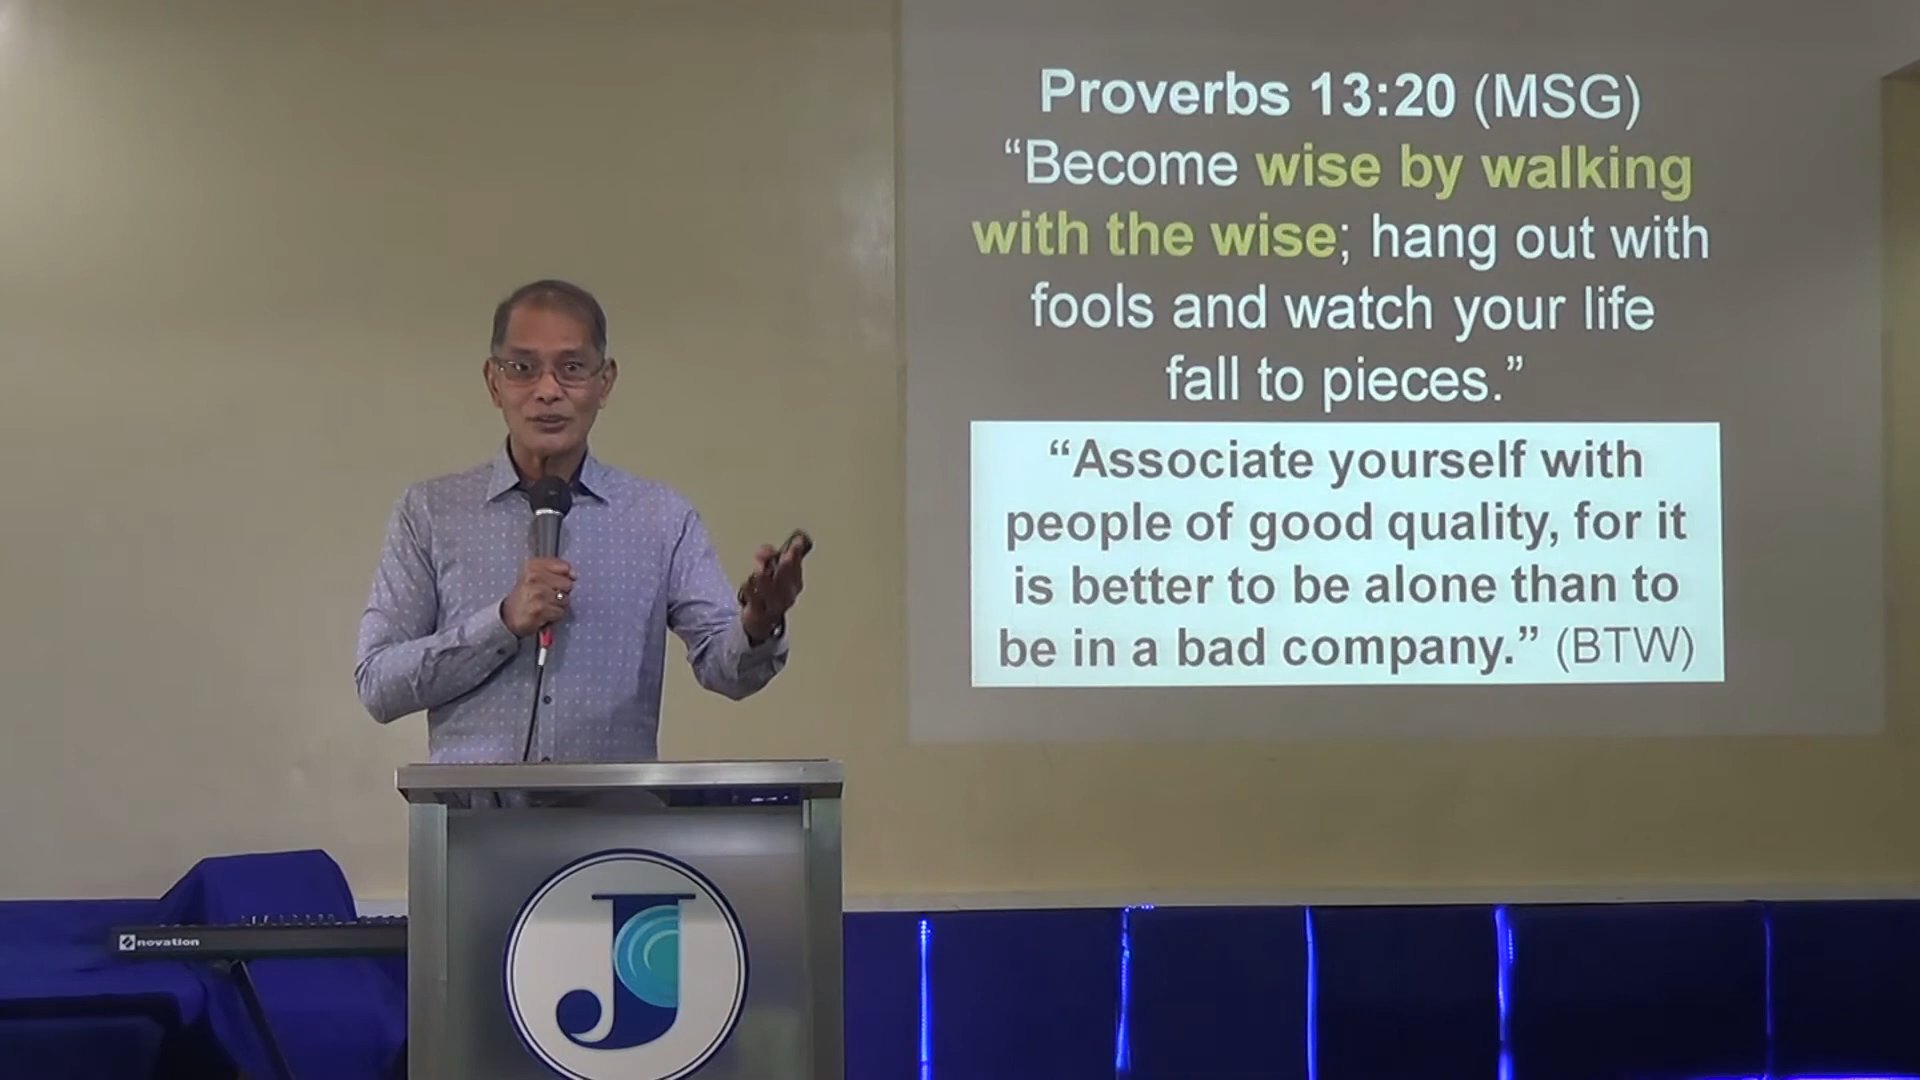 Proverbs 13:20 (MSG)
“Become wise by walking
with the wise; hang out with
fools and watch your life
fall to pieces.”
“Associate yourself with
people of good quality, for it
is better to be alone than to
be in a bad company.” (BTW)
novation
J